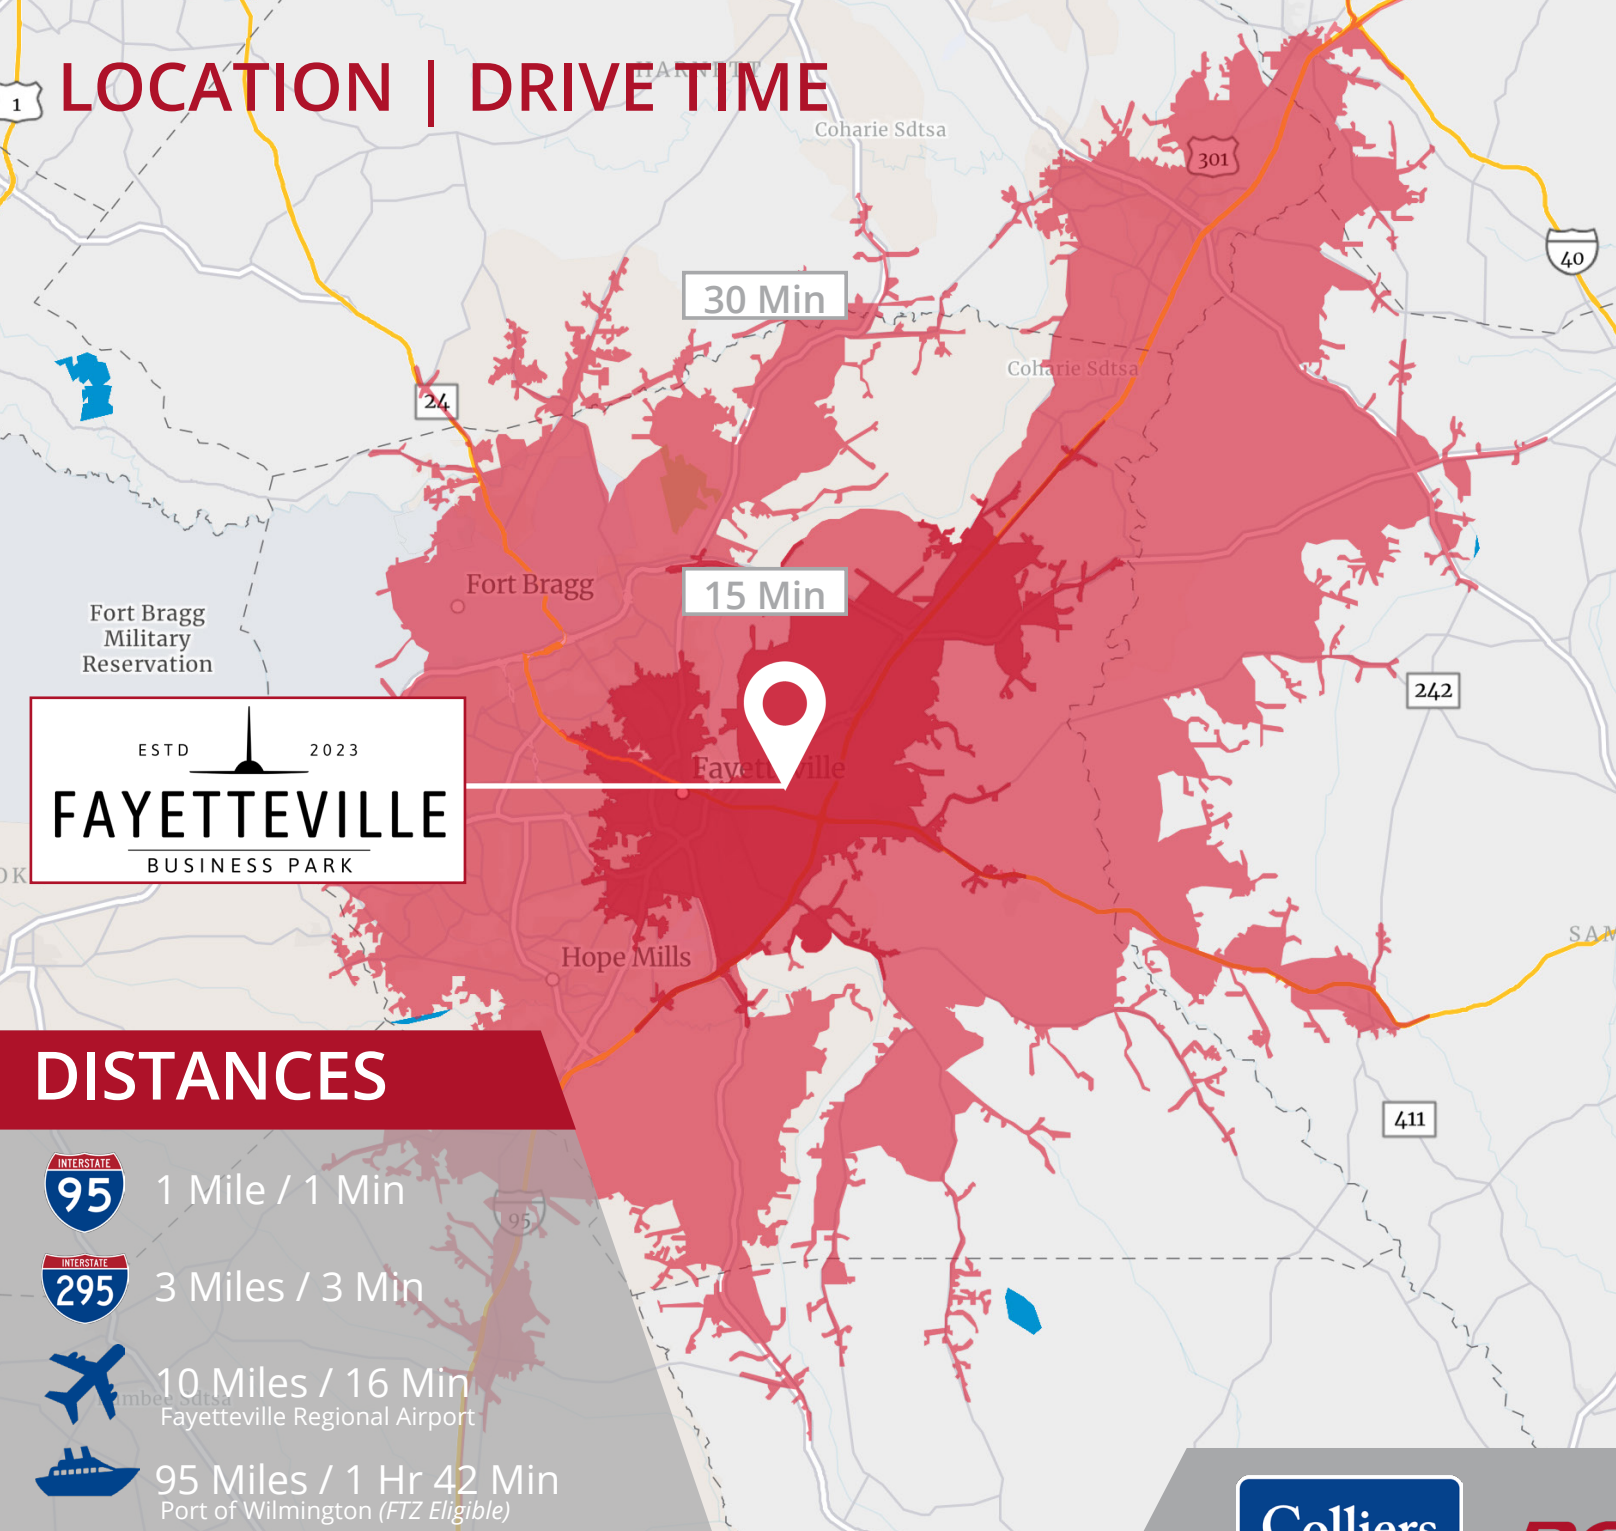 LOCATION | DRIVE TIME
HARNETT
1
Coharie Sdtsa
301
40
30 Min
Coharie Sdtsa
24
Fort Bragg
15 Min
Fort Bragg
Military
Reservation
242
ESTD 2023
FAYETTEVILLE
BUSINESS PARK
Fayetteville
Hope Mills
DISTANCES
411
INTERSTATE
95
1 Mile / 1 Min
95
INTERSTATE
295
3 Miles / 3 Min
10 Miles / 16 Min
Fayetteville Regional Airport
95 Miles / 1 Hr 42 Min
Port of Wilmington (FTZ Eligible)
Colliers